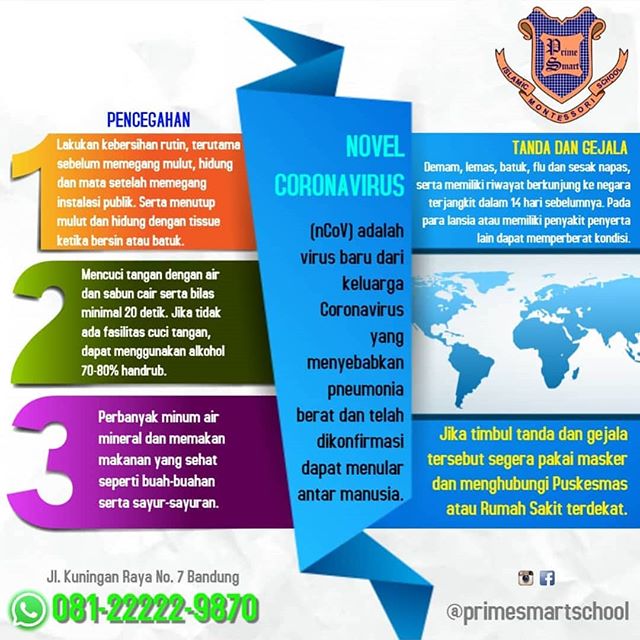 Prime
Smart
ISLAMIC MONTESSORI SCHOOL
PENCEGAHAN
1
Lakukan kebersihan rutin, terutama
sebelum memegang mulut, hidung
dan mata setelah memegang
instalasi publik. Serta menutup
mulut dan hidung dengan tissue
ketika bersin atau batuk.
2
Mencuci tangan dengan air
dan sabun cair serta bilas
minimal 20 detik. Jika tidak
ada fasilitas cuci tangan,
dapat menggunakan alkohol
70-80% handrub.
3
Perbanyak minum air
mineral dan memakan
makanan yang sehat
seperti buah-buahan
serta sayur-sayuran.
NOVEL
CORONAVIRUS
(nCoV) adalah
virus baru dari
keluarga
Coronavirus
yang
menyebabkan
pneumonia
berat dan telah
dikonfirmasi
dapat menular
antar manusia.
TANDA DAN GEJALA
Demam, lemas, batuk, flu dan sesak napas,
serta memiliki riwayat berkunjung ke negara
terjangkit dalam 14 hari sebelumnya. Pada
para lansia atau memiliki penyakit penyerta
lain dapat memperberat kondisi.
Jika timbul tanda dan gejala
tersebut segera pakai masker
dan menghubungi Puskesmas
atau Rumah Sakit terdekat.
Jl. Kuningan Raya No. 7 Bandung
081-22222-9870
@primesmartschool